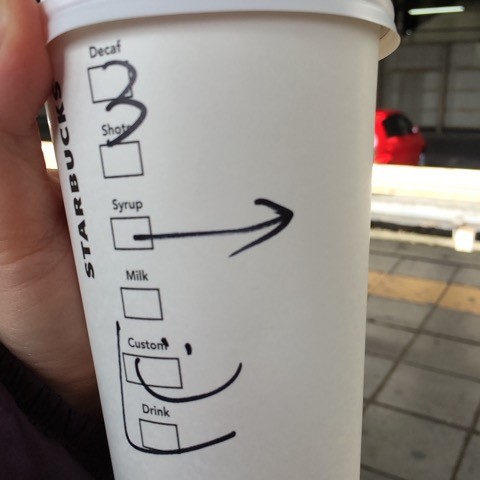 STARBUCKS
Decaf
3
Shots
Syrup
Milk
Custom
Drink
L